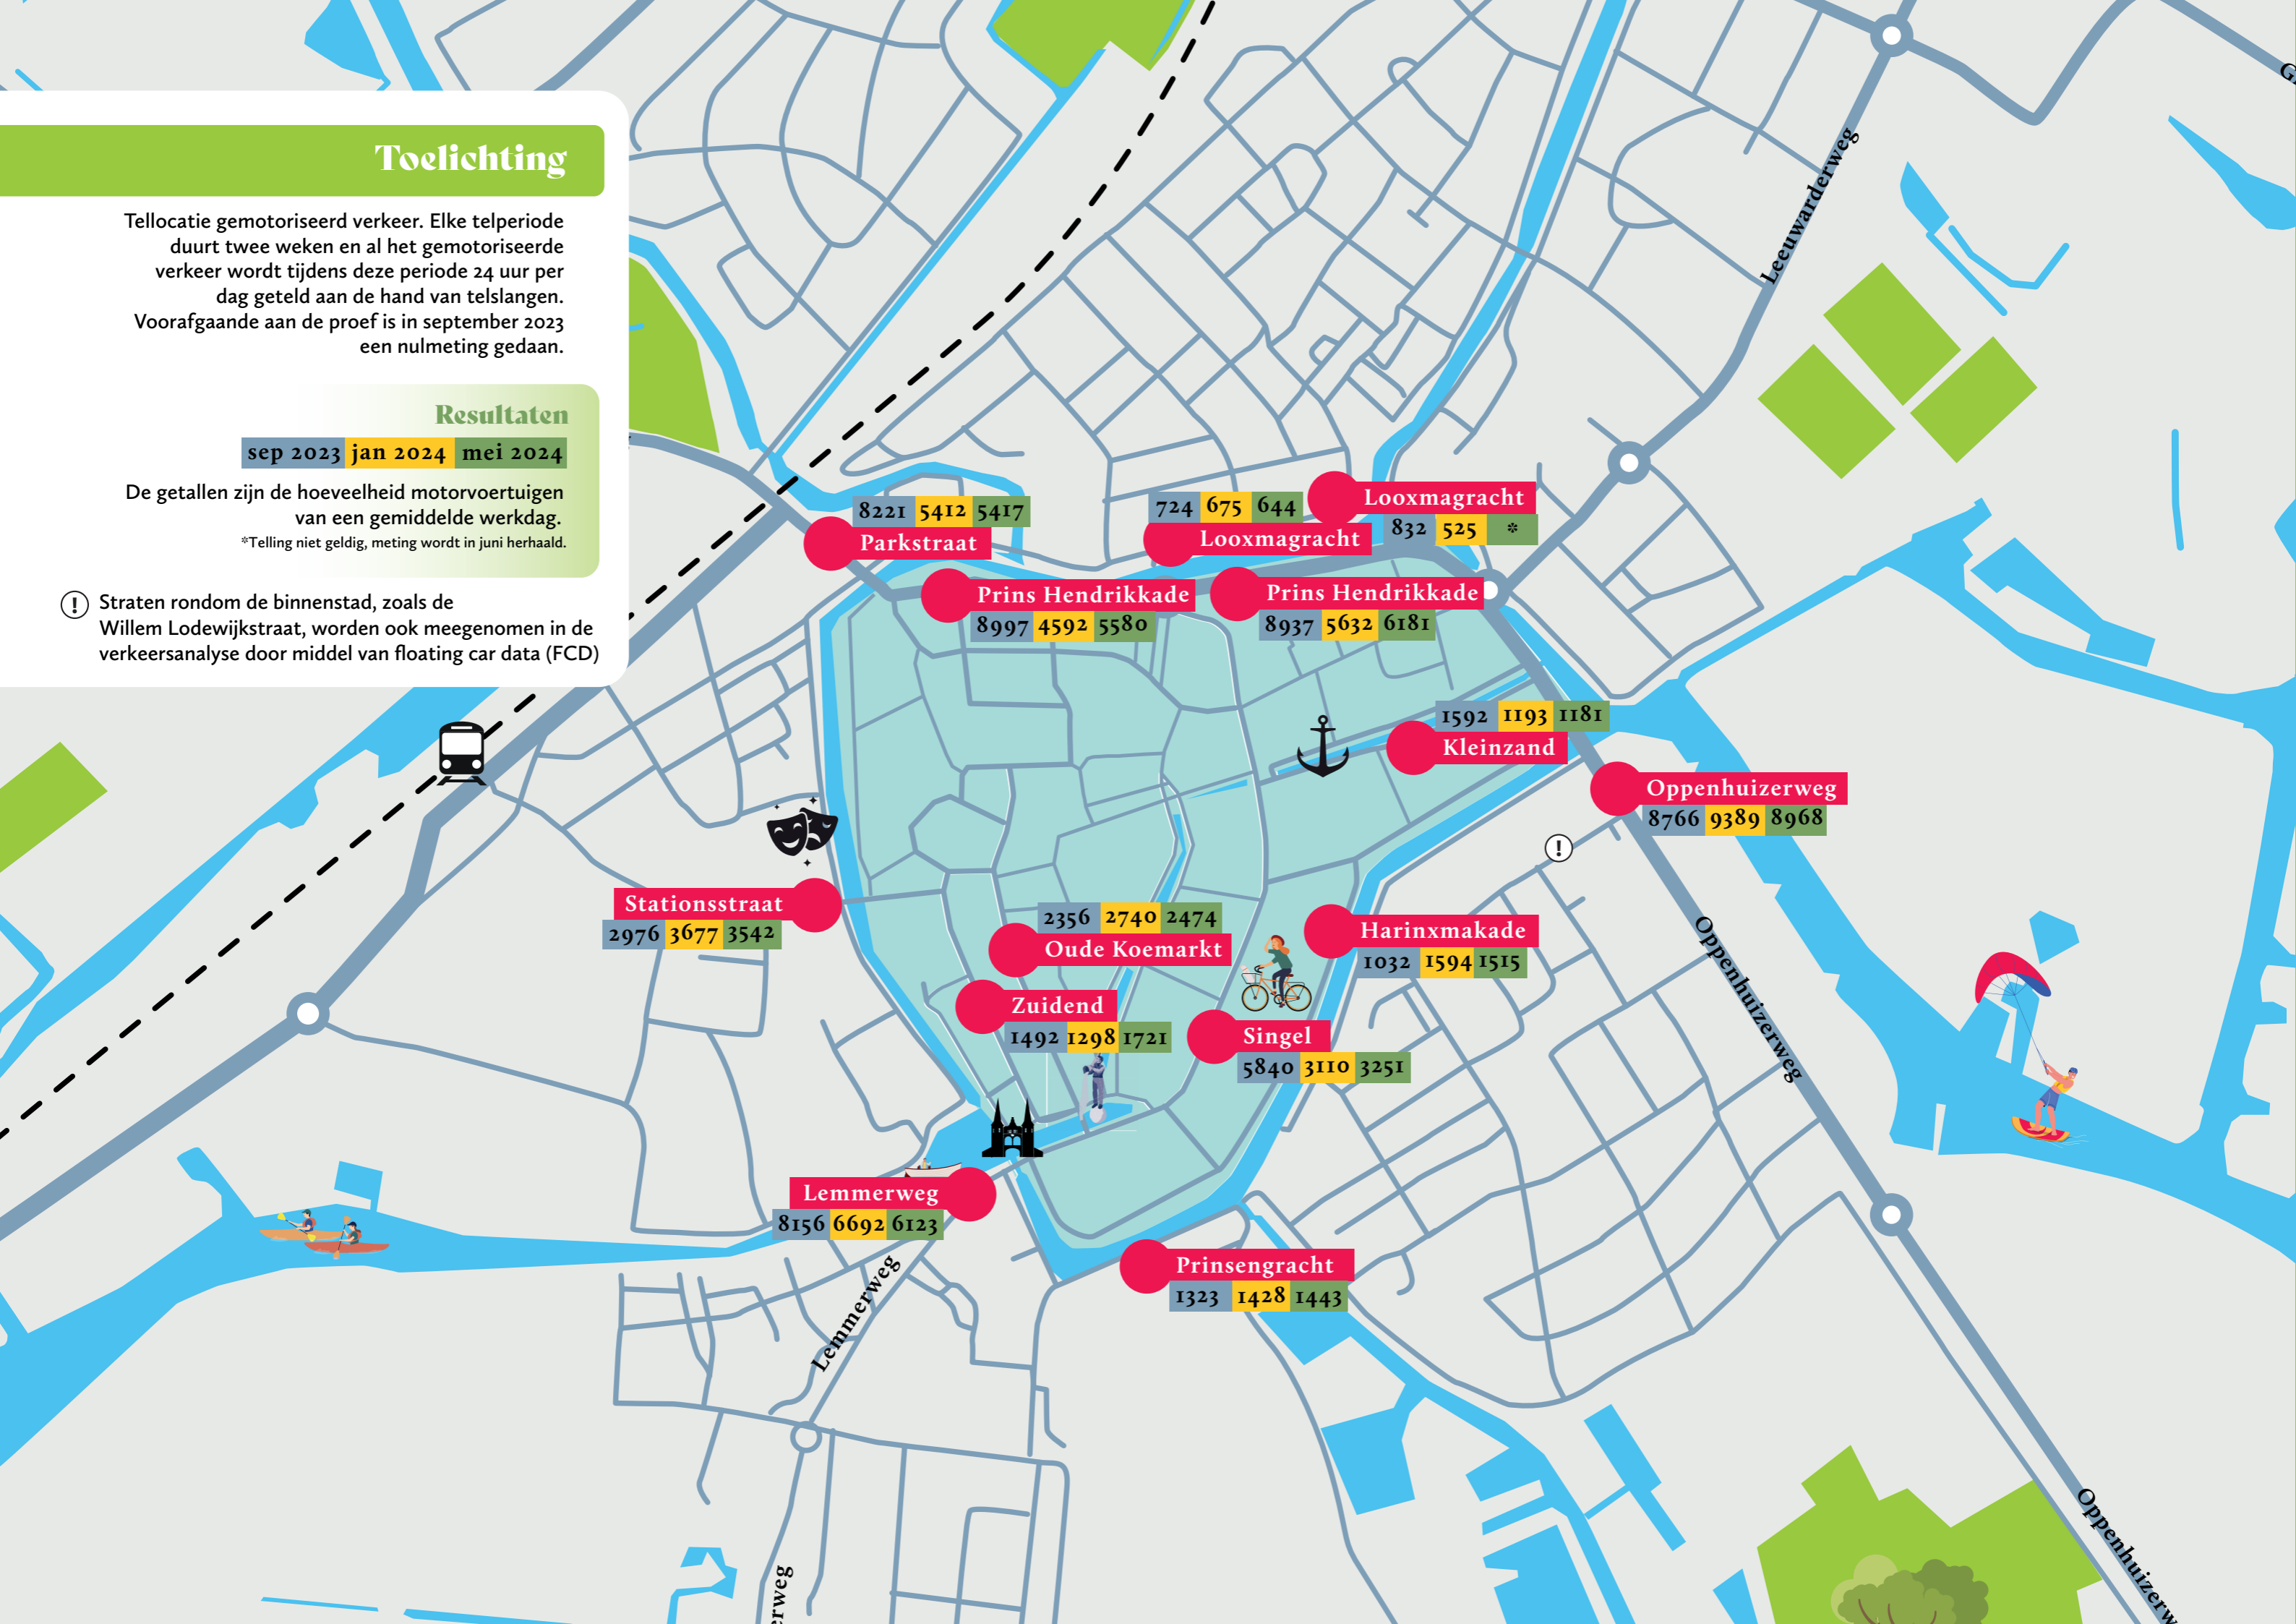 Toelichting
Tellocatie gemotoriseerd verkeer. Elke telperiode
duurt twee weken en al het gemotoriseerde
verkeer wordt tijdens deze periode 24 uur per
dag geteld aan de hand van telslangen.
Voorafgaande aan de proef is in september 2023
een nulmeting gedaan.
Resultaten
sep 2023 jan 2024 mei 2024
De getallen zijn de hoeveelheid motorvoertuigen
van een gemiddelde werkdag.
*Telling niet geldig, meting wordt in juni herhaald.
! Straten rondom de binnenstad, zoals de
Willem Lodewijkstraat, worden ook meegenomen in de
verkeersanalyse door middel van floating car data (FCD)
Leeuwarderweg
8221 5412 5417
Parkstraat
724 675 644
Looxmagracht
Looxmagracht
832 525 *
Prins Hendrikkade
8997 4592 5580
Prins Hendrikkade
8937 5632 6181
1592 1193 1181
Kleinzand
Oppenhuizerweg
8766 9389 8968
!
Stationsstraat
2976 3677 3542
2356 2740 2474
Oude Koemarkt
Harinxmakade
1032 1594 1515
Zuidend
1492 1298 1721
Singel
5840 3110 3251
Oppenhuizerweg
Lemmerweg
8156 6692 6123
Prinsengracht
1323 1428 1443
Lemmerweg
Oppenhuizerw
erweg